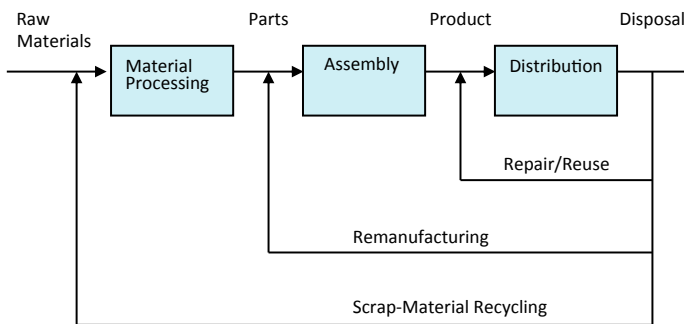 Raw
Materials
Parts
Product
Disposal
Material
Processing
Assembly
Distribution
Repair/Reuse
Remanufacturing
Scrap-Material Recycling